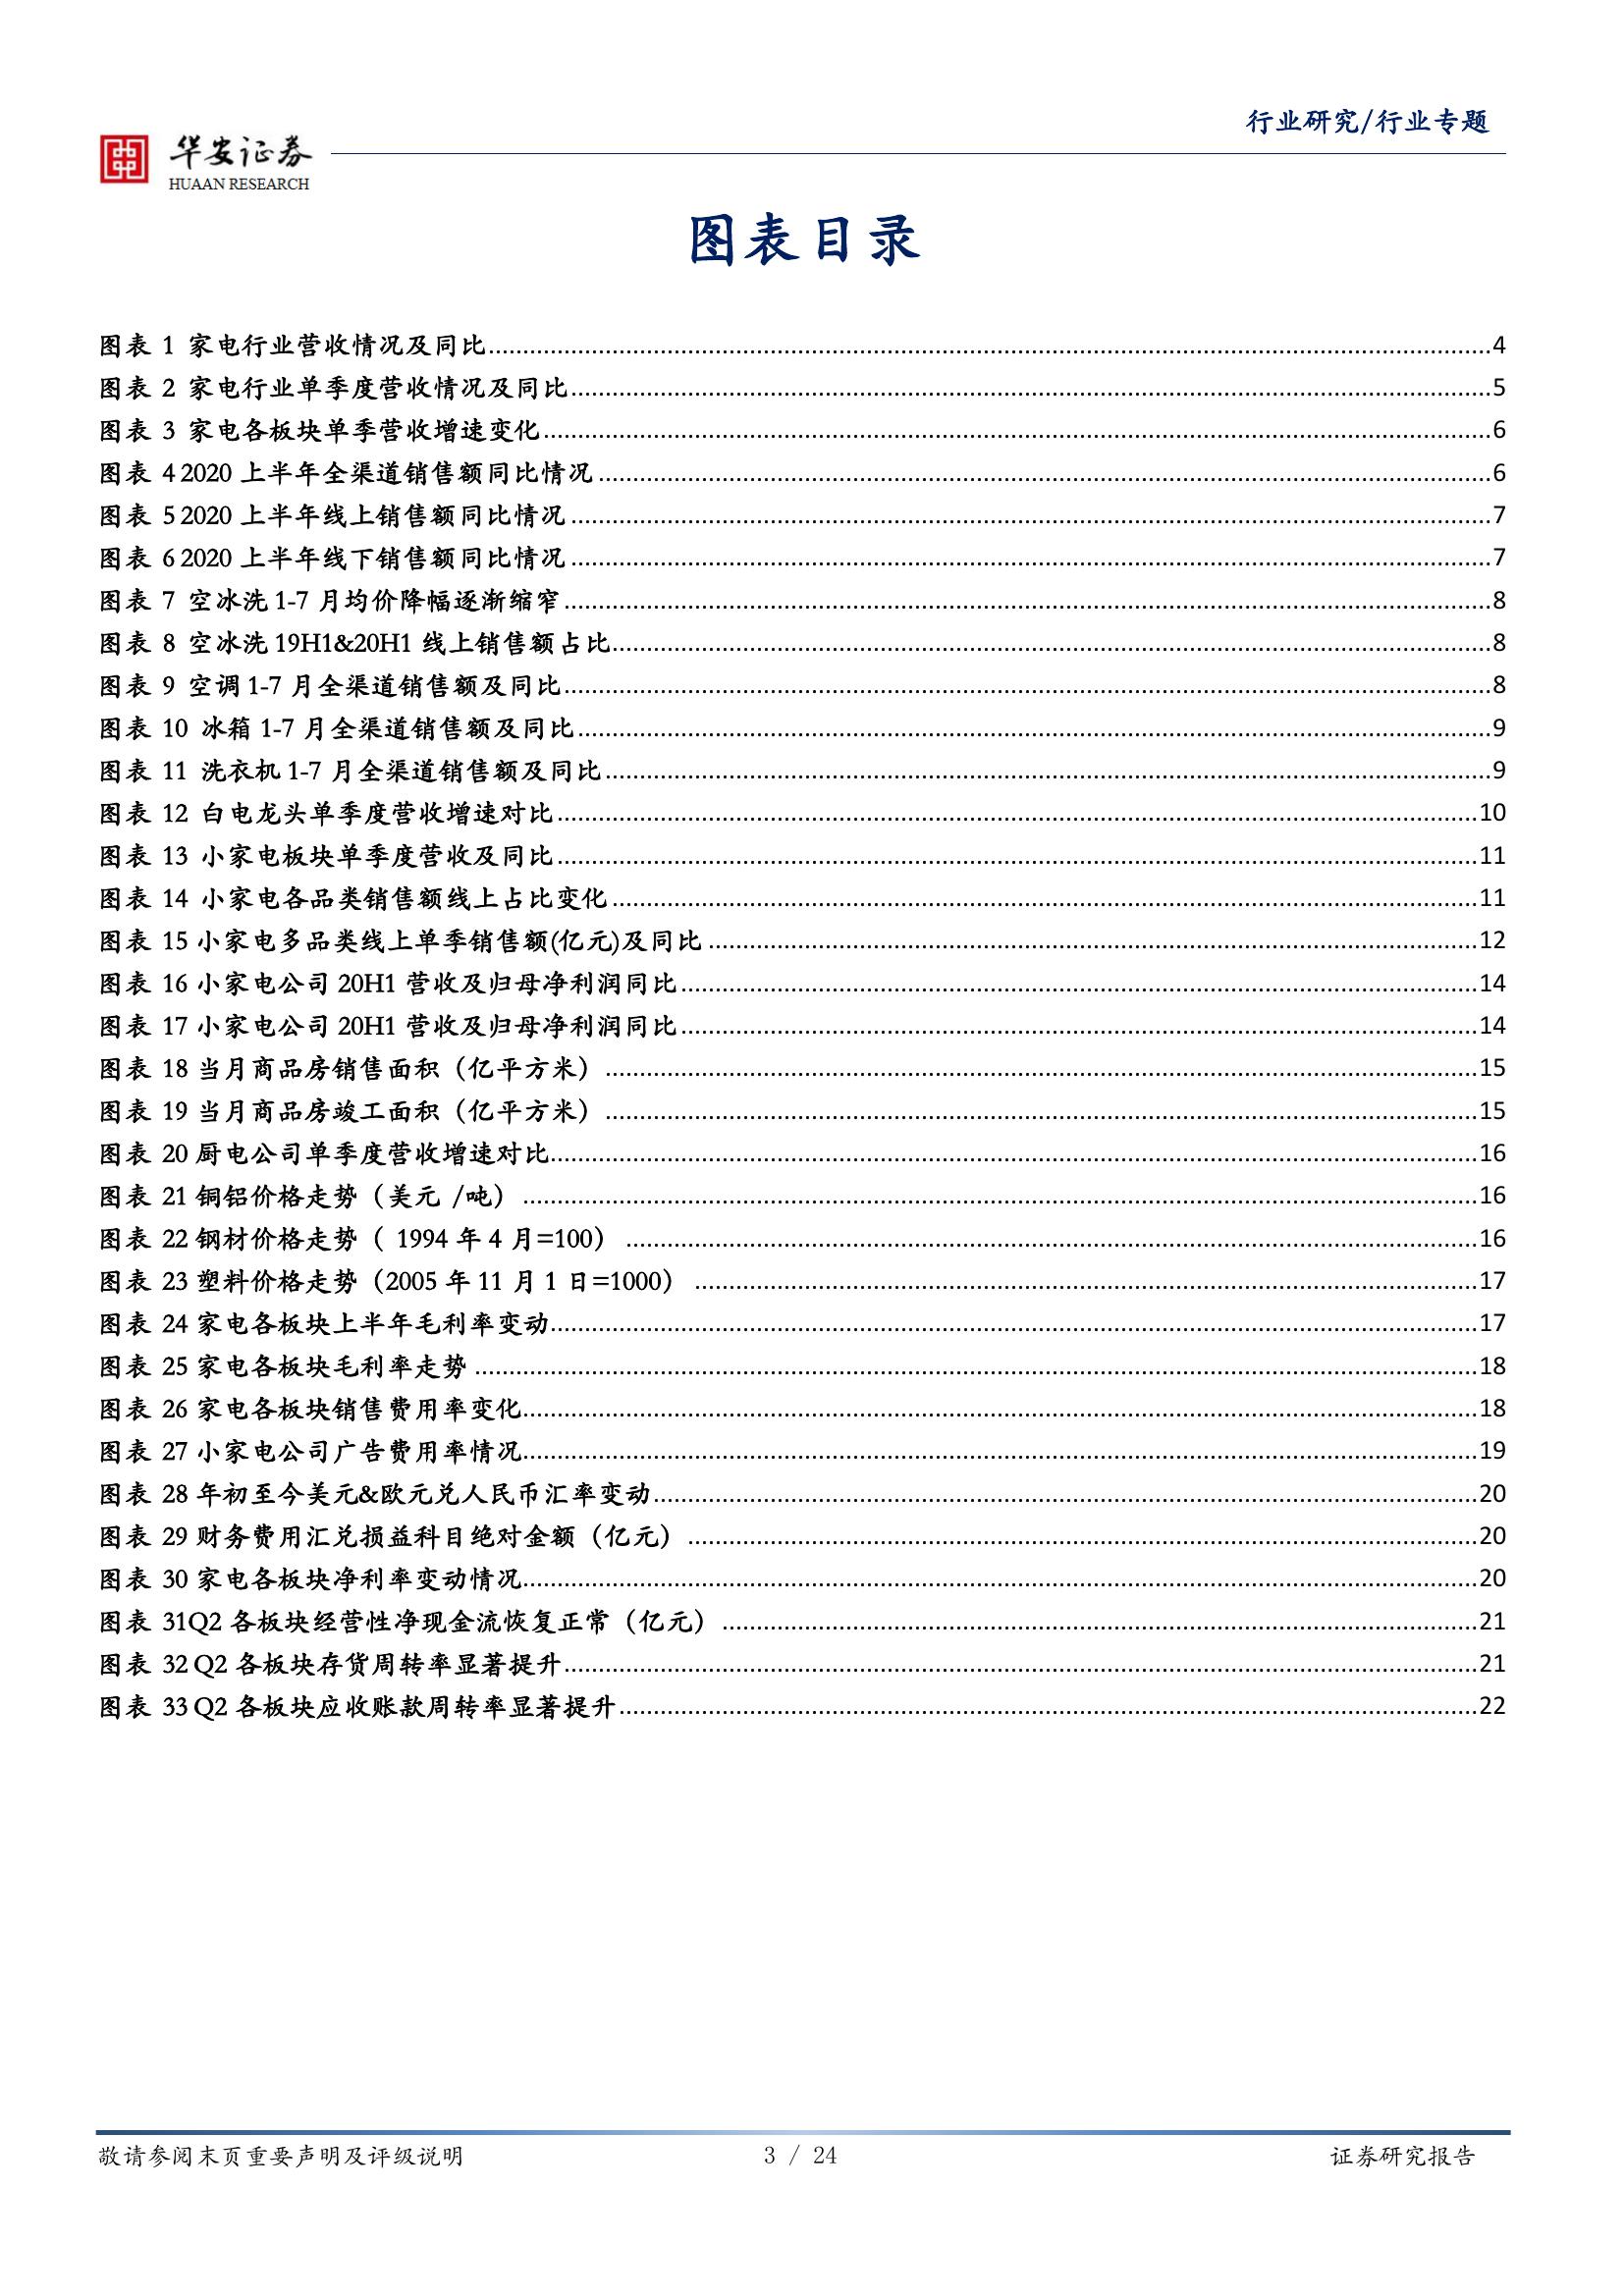 行业研究/行业专题
华安证券
HUAAN RESEARCH
图表目录
图表 1 家电行业营收情况及同比 4
图表 2 家电行业单季度营收情况及同比 5
图表 3 家电各板块单季营收增速变化 6
图表 4 2020 上半年全渠道销售额同比情况 6
图表 5 2020 上半年线上销售额同比情况 7
图表 6 2020 上半年线下销售额同比情况 7
图表 7 空冰洗 1-7 月均价降幅逐渐缩窄 8
图表 8 空冰洗 19H1&20H1 线上销售额占比 8
图表 9 空调 1-7 月全渠道销售额及同比 8
图表 10 冰箱 1-7 月全渠道销售额及同比 9
图表 11 洗衣机 1-7 月全渠道销售额及同比 9
图表 12 白电龙头单季度营收增速对比 10
图表 13 小家电板块单季度营收及同比 11
图表 14 小家电各品类销售额线上占比变化 11
图表 15 小家电多品类线上单季销售额(亿元)及同比 12
图表 16 小家电公司 20H1 营收及归母净利润同比 14
图表 17 小家电公司 20H1 营收及归母净利润同比 14
图表 18 当月商品房销售面积（亿平方米） 15
图表 19 当月商品房竣工面积（亿平方米） 15
图表 20 厨电公司单季度营收增速对比 16
图表 21 铜铝价格走势（美元 /吨） 16
图表 22 钢材价格走势（ 1994 年 4 月=100） 16
图表 23 塑料价格走势（2005 年 11 月 1 日=1000） 17
图表 24 家电各板块上半年毛利率变动 17
图表 25 家电各板块毛利率走势 18
图表 26 家电各板块销售费用率变化 18
图表 27 小家电公司广告费用率情况 19
图表 28 年初至今美元&欧元兑人民币汇率变动 20
图表 29 财务费用汇兑损益科目绝对金额（亿元） 20
图表 30 家电各板块净利率变动情况 20
图表 31Q2 各板块经营性净现金流恢复正常（亿元） 21
图表 32 Q2 各板块存货周转率显著提升 21
图表 33 Q2 各板块应收账款周转率显著提升 22
敬请参阅末页重要声明及评级说明 3 / 24 证券研究报告